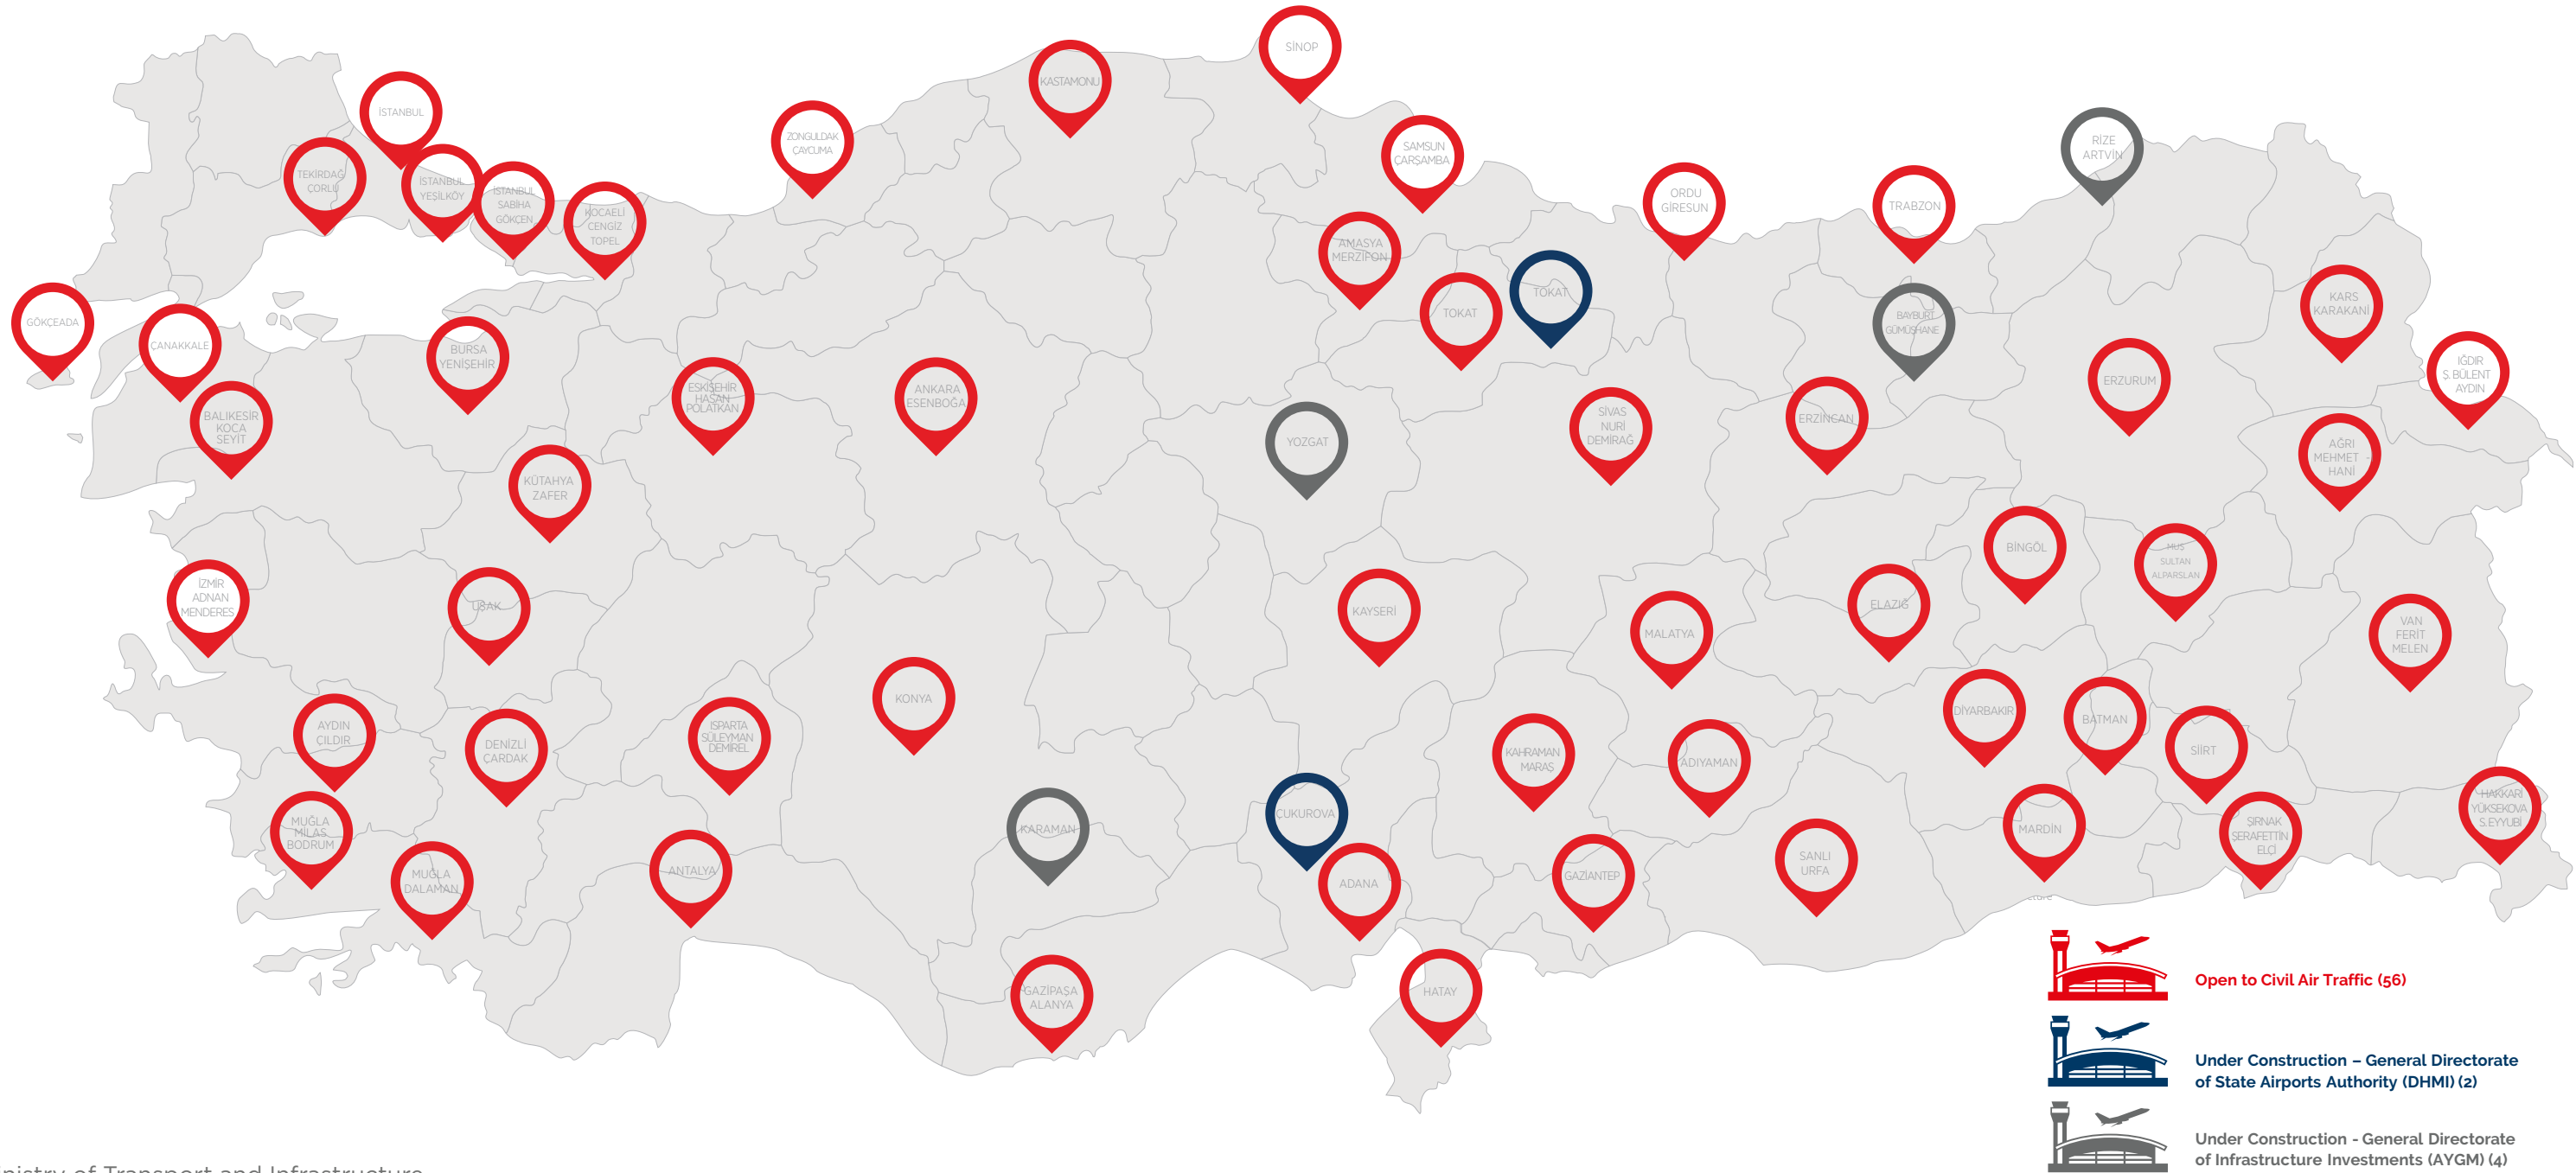 SİNOP
KASTAMONU
İSTANBUL
ZONGULDAK
ÇAYCUMA
SAMSUN
ÇARŞAMBA
RİZE
ARTVİN
TEKİRDAĞ
ÇORLU
İSTANBUL
YEŞİLKÖY
İSTANBUL
SABİHA
GÖKÇEN
KOCAELİ
CENGİZ
TOPEL
ORDU
GİRESUN
TRABZON
AMASYA
MERZİFON
TOKAT
TOKAT
BAYBURT
GÜMÜŞHANE
KARS
KARAKANİ
GÖKÇEADA
ÇANAKKALE
BURSA
YENİŞEHİR
ESKİŞEHİR
HASAN
POLATKAN
ANKARA
ESENBOĞA
ERZURUM
IĞDIR
Ş. BÜLENT
AYDIN
BALIKESİR
KOCA
SEYİT
YOZGAT
SİVAS
NURİ
DEMİRAĞ
ERZİNCAN
AĞRI
MEHMET -
HANİ
KÜTAHYA
ZAFER
BİNGÖL
MUŞ
SULTAN
ALPARSLAN
İZMİR
ADNAN
MENDERES
UŞAK
KAYSERİ
MALATYA
ELAZIĞ
VAN
FERİT
MELEN
KONYA
AYDIN
ÇILDIR
DENİZLİ
ÇARDAK
ISPARTA
SÜLEYMAN
DEMİREL
KAHRAMAN
MARAŞ
ADIYAMAN
DİYARBAKIR
BATMAN
SİİRT
MUĞLA
MİLAS
BODRUM
KARAMAN
ÇUKUROVA
MARDİN
ŞIRNAK
ŞERAFETTİN
ELÇİ
HAKKARİ
YÜKSEKOVA
S.EYYUBİ
MUĞLA
DALAMAN
ANTALYA
ADANA
GAZİANTEP
SANLI
URFA
GAZİPAŞA
ALANYA
HATAY
cture
Open to Civil Air Traffic (56)
Under Construction – General Directorate
of State Airports Authority (DHMI) (2)
Under Construction - General Directorate
of Infrastructure Investments (AYGM) (4)
nistry of Transport and Infrastructure